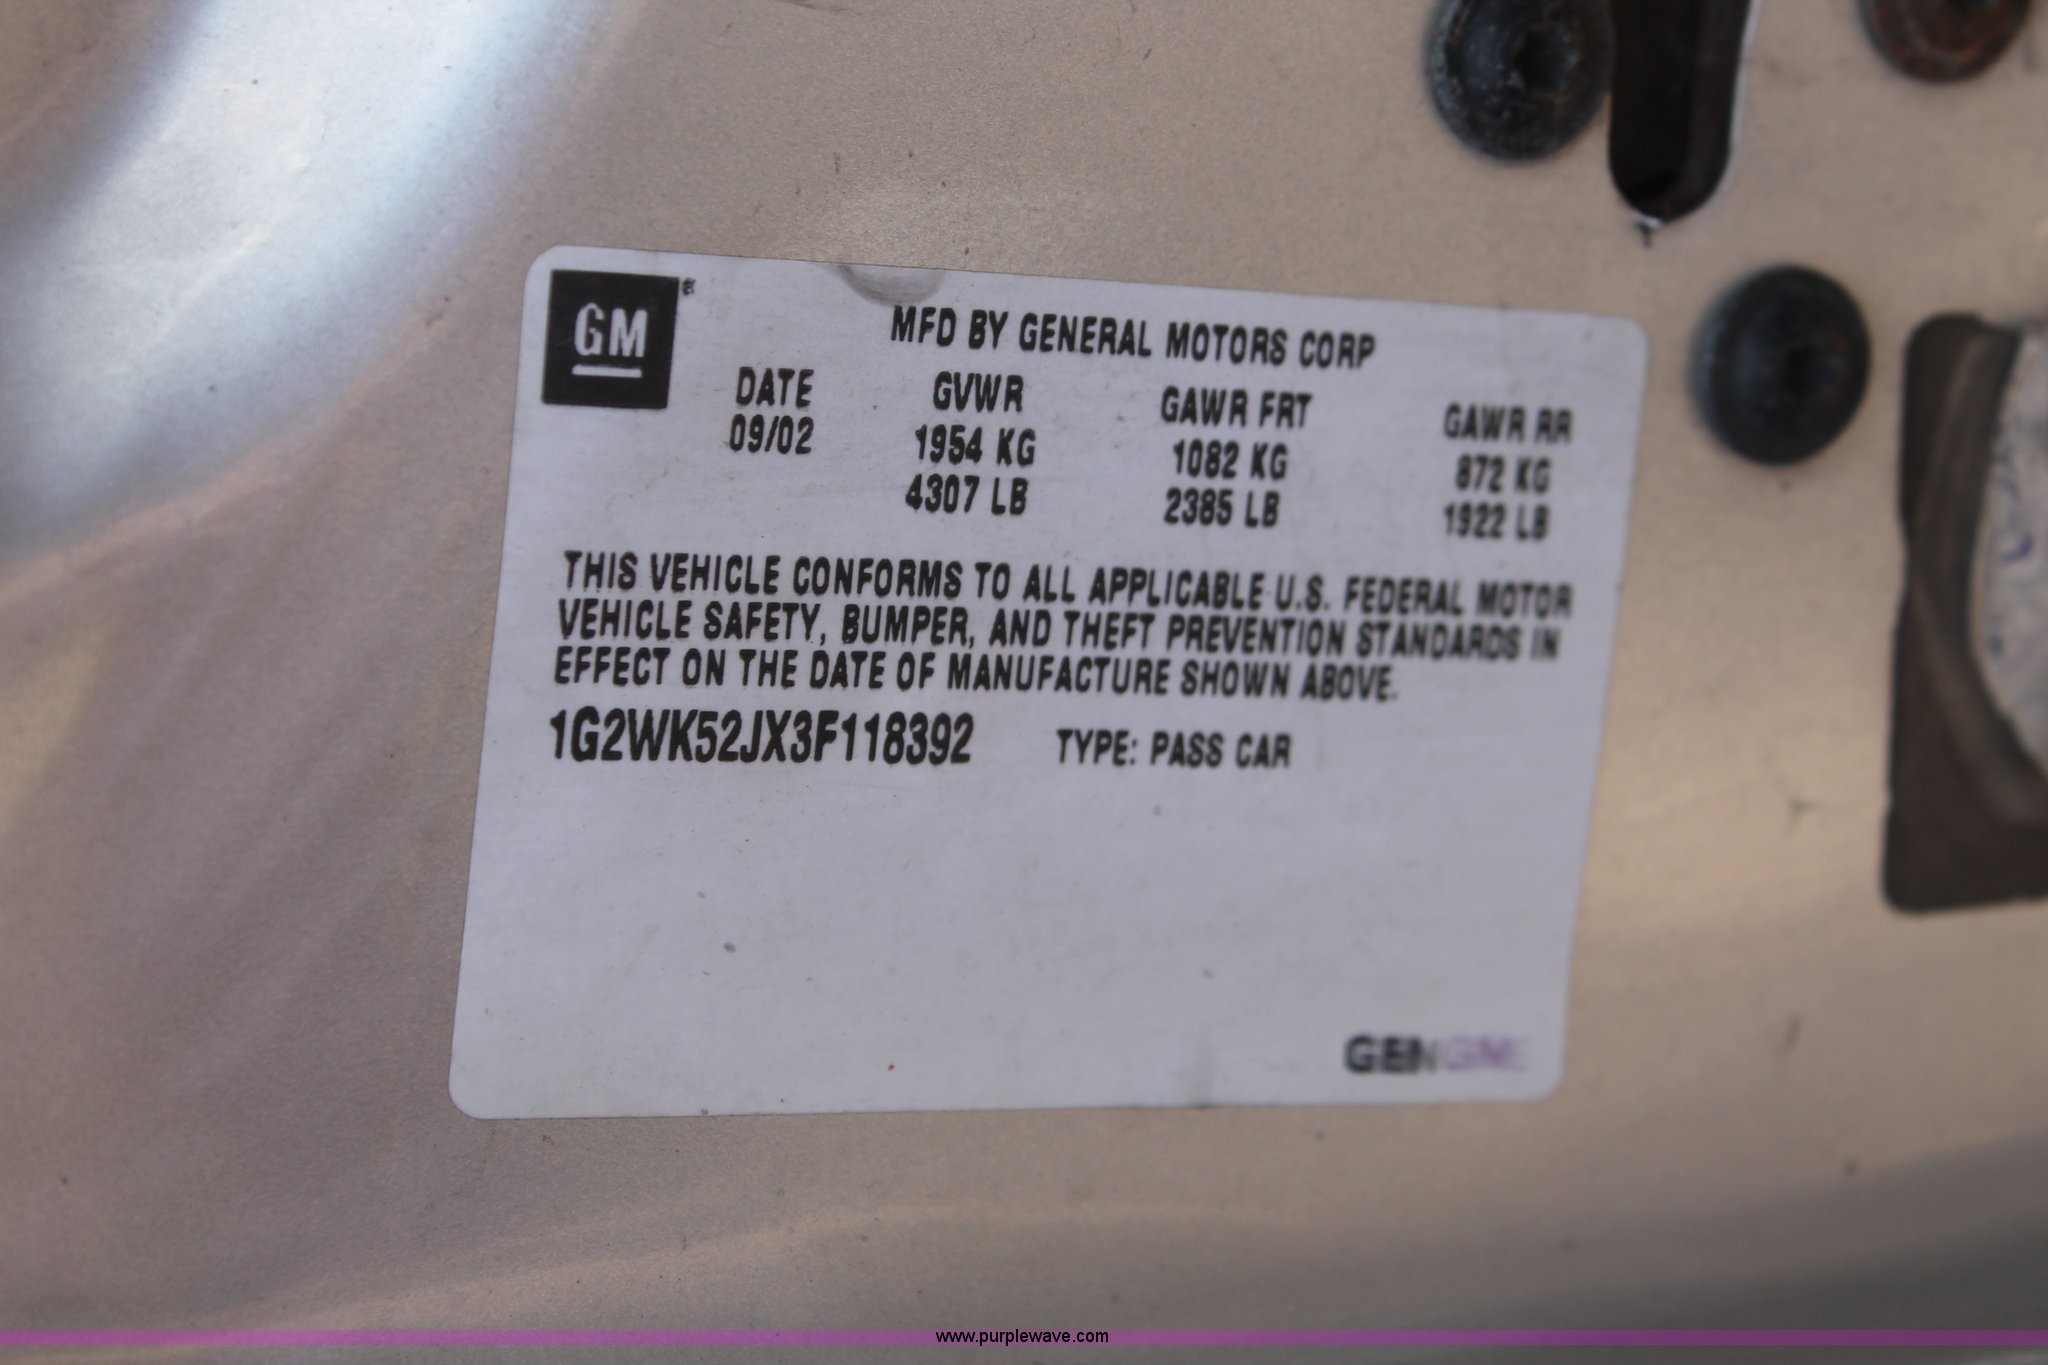 GM®
MFD BY GENERAL MOTORS CORP
DATE GVWR GAWR FRT GAWR RR
09/02 1954 KG 1082 KG 872 KG
4307 LB 2385 LB 1922 LB
THIS VEHICLE CONFORMS TO ALL APPLICABLE U.S. FEDERAL MOTOR
VEHICLE SAFETY, BUMPER, AND THEFT PREVENTION STANDARDS IN
EFFECT ON THE DATE OF MANUFACTURE SHOWN ABOVE.
1G2WK52JX3F118392 TYPE: PASS CAR
www.purplewave.com